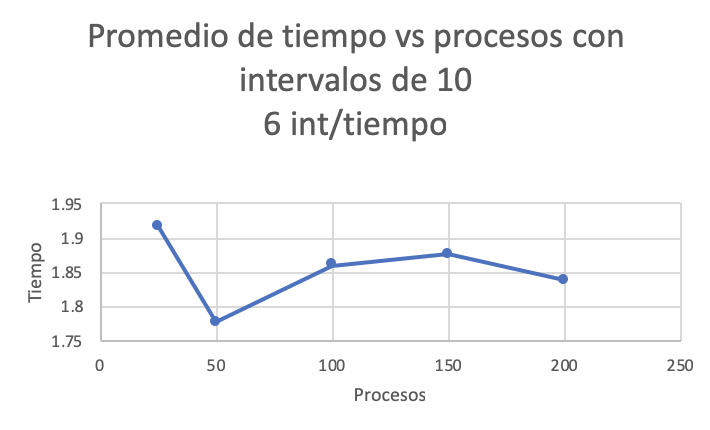 Promedio de tiempo vs procesos con
intervalos de 10
6 int/tiempo
1.95
1.9
1.85
1.8
1.75
Tiempo
0 50 100 150 200 250
Procesos